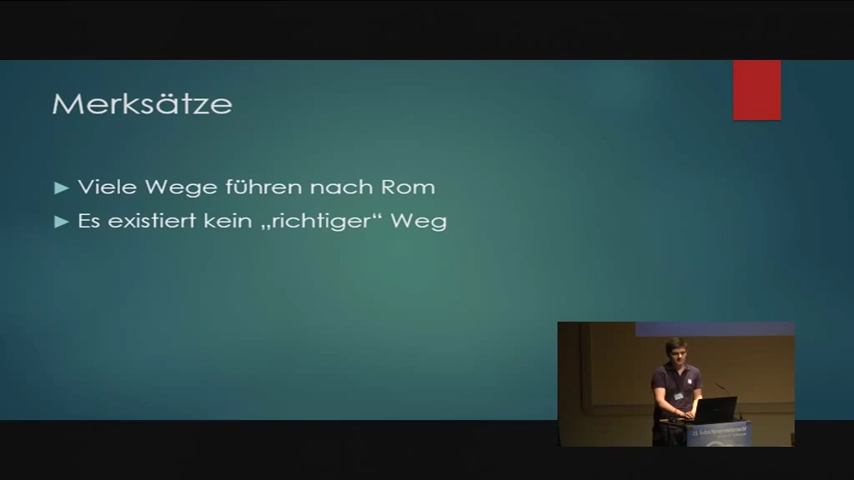 Merksätze
Viele Wege führen nach Rom
Es existiert kein „richtiger“ Weg